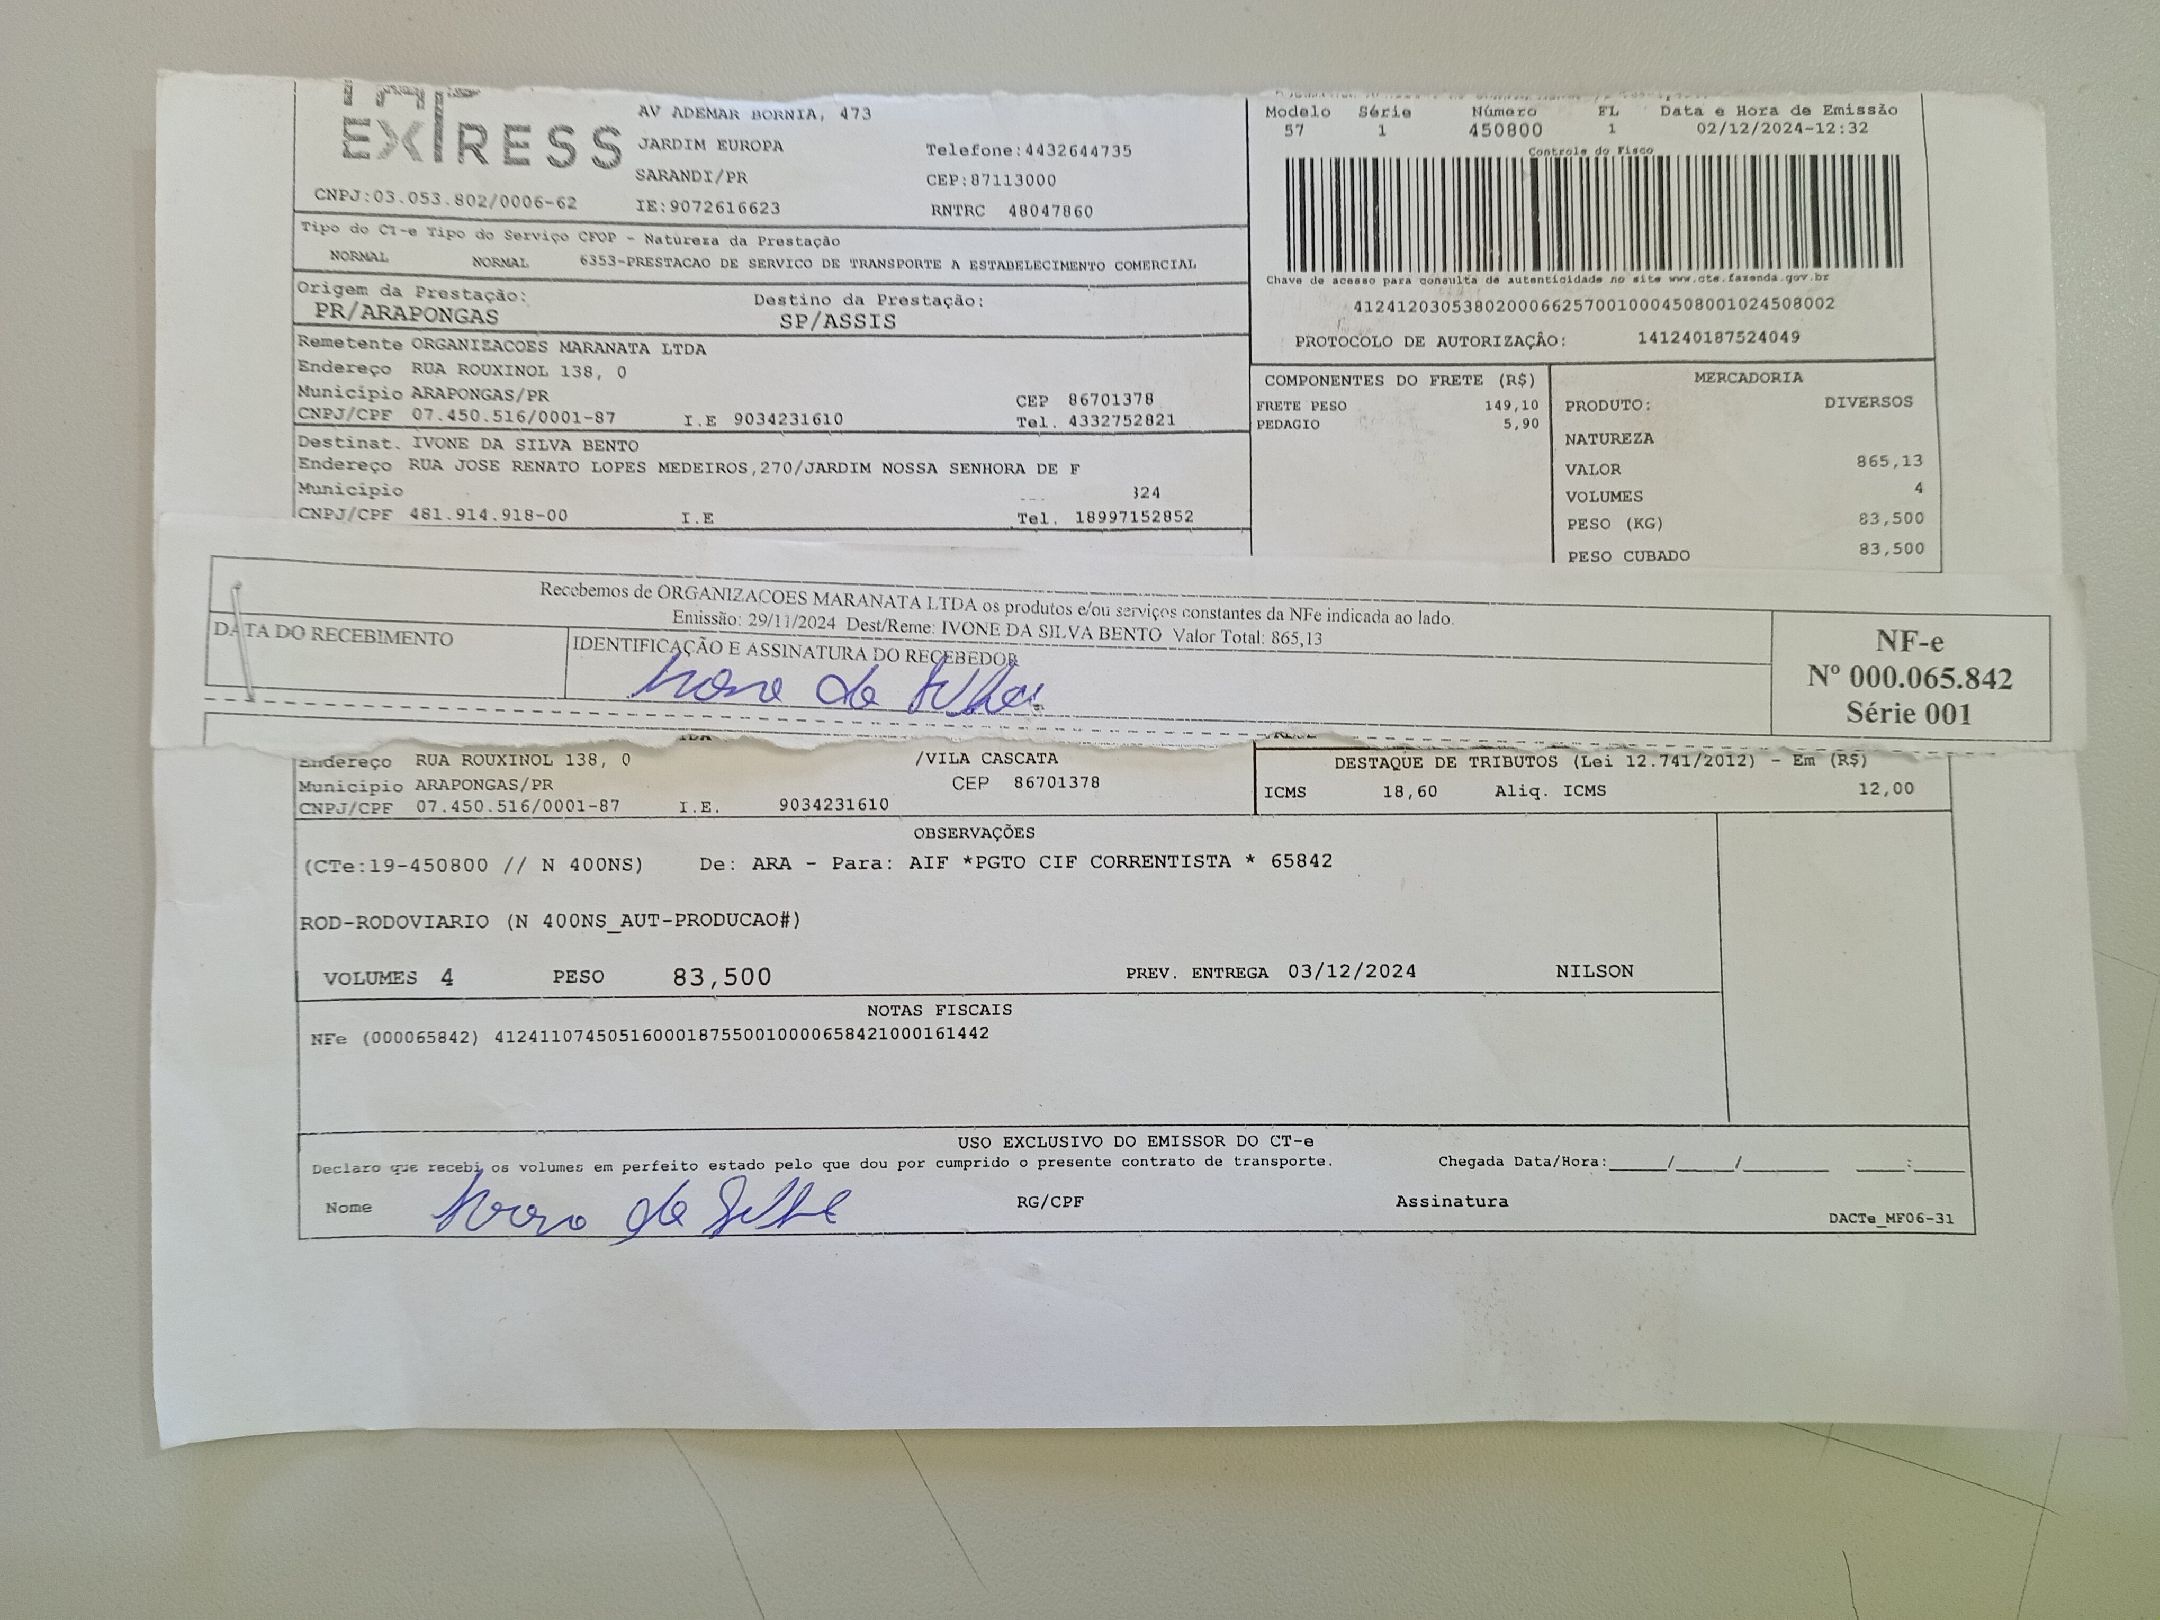 EXPRESS
AV ADEMAR BORNIA, 473
JARDIM EUROPA
Telefone:4432644735
SARANDI/PR
CEP:87113000
CNPJ:03.053.802/0006-62
IE:9072616623
RNTRC 48047860
Modelo Série Número FL Data e Hora de Emissão
57 1 450800 1 02/12/2024-12:32
Controle do Fisco
Chave de acesso para consulta de autenticidade no site www.cte.fazenda.gov.br
41241203053802000662570010004508001024508002
PROTOCOLO DE AUTORIZAÇÃO: 141240187524049
Tipo do CT-e Tipo do Serviço CFOP - Natureza da Prestação
NORMAL NORMAL 6353-PRESTACAO DE SERVICO DE TRANSPORTE A ESTABELECIMENTO COMERCIAL
Origem da Prestação: Destino da Prestação:
PR/ARAPONGAS SP/ASSIS
Remetente ORGANIZACOES MARANATA LTDA
Endereço RUA ROUXINOL 138, 0
Município ARAPONGAS/PR CEP 86701378
CNPJ/CPF 07.450.516/0001-87 I.E 9034231610 Tel. 4332752821
Destinat. IVONE DA SILVA BENTO
Endereço RUA JOSE RENATO LOPES MEDEIROS,270/JARDIM NOSSA SENHORA DE F
Município 324
CNPJ/CPF 481.914.918-00 I.E Tel. 18997152852
COMPONENTES DO FRETE (R$)
FRETE PESO 149,10
PEDAGIO 5,90
MERCADORIA
PRODUTO: DIVERSOS
NATUREZA
VALOR 865,13
VOLUMES 4
PESO (KG) 83,500
PESO CUBADO 83,500
Recebemos de ORGANIZACOES MARANATA LTDA os produtos e/ou serviços constantes da NFe indicada ao lado.
Emissão: 29/11/2024 Dest/Reme: IVONE DA SILVA BENTO Valor Total: 865,13
DATA DO RECEBIMENTO
IDENTIFICAÇÃO E ASSINATURA DO RECEBEDOR
NF-e
Nº 000.065.842
Série 001
Endereço RUA ROUXINOL 138, 0 /VILA CASCATA
Município ARAPONGAS/PR CEP 86701378
CNPJ/CPF 07.450.516/0001-87 I.E. 9034231610
DESTAQUE DE TRIBUTOS (Lei 12.741/2012) - Em (R$)
ICMS 18,60 Aliq. ICMS 12,00
OBSERVAÇÕES
(CTe:19-450800 // N 400NS) De: ARA - Para: AIF *PGTO CIF CORRENTISTA * 65842
ROD-RODOVIARIO (N 400NS_AUT-PRODUCAO#)
VOLUMES 4 PESO 83,500 PREV. ENTREGA 03/12/2024 NILSON
NOTAS FISCAIS
NFe (000065842) 41241107450516000187550010000658421000161442
USO EXCLUSIVO DO EMISSOR DO CT-e
Declaro que recebi os volumes em perfeito estado pelo que dou por cumprido o presente contrato de transporte. Chegada Data/Hora:_____/_____/_______ ____:____
Nome RG/CPF Assinatura
DACTe_MF06-31